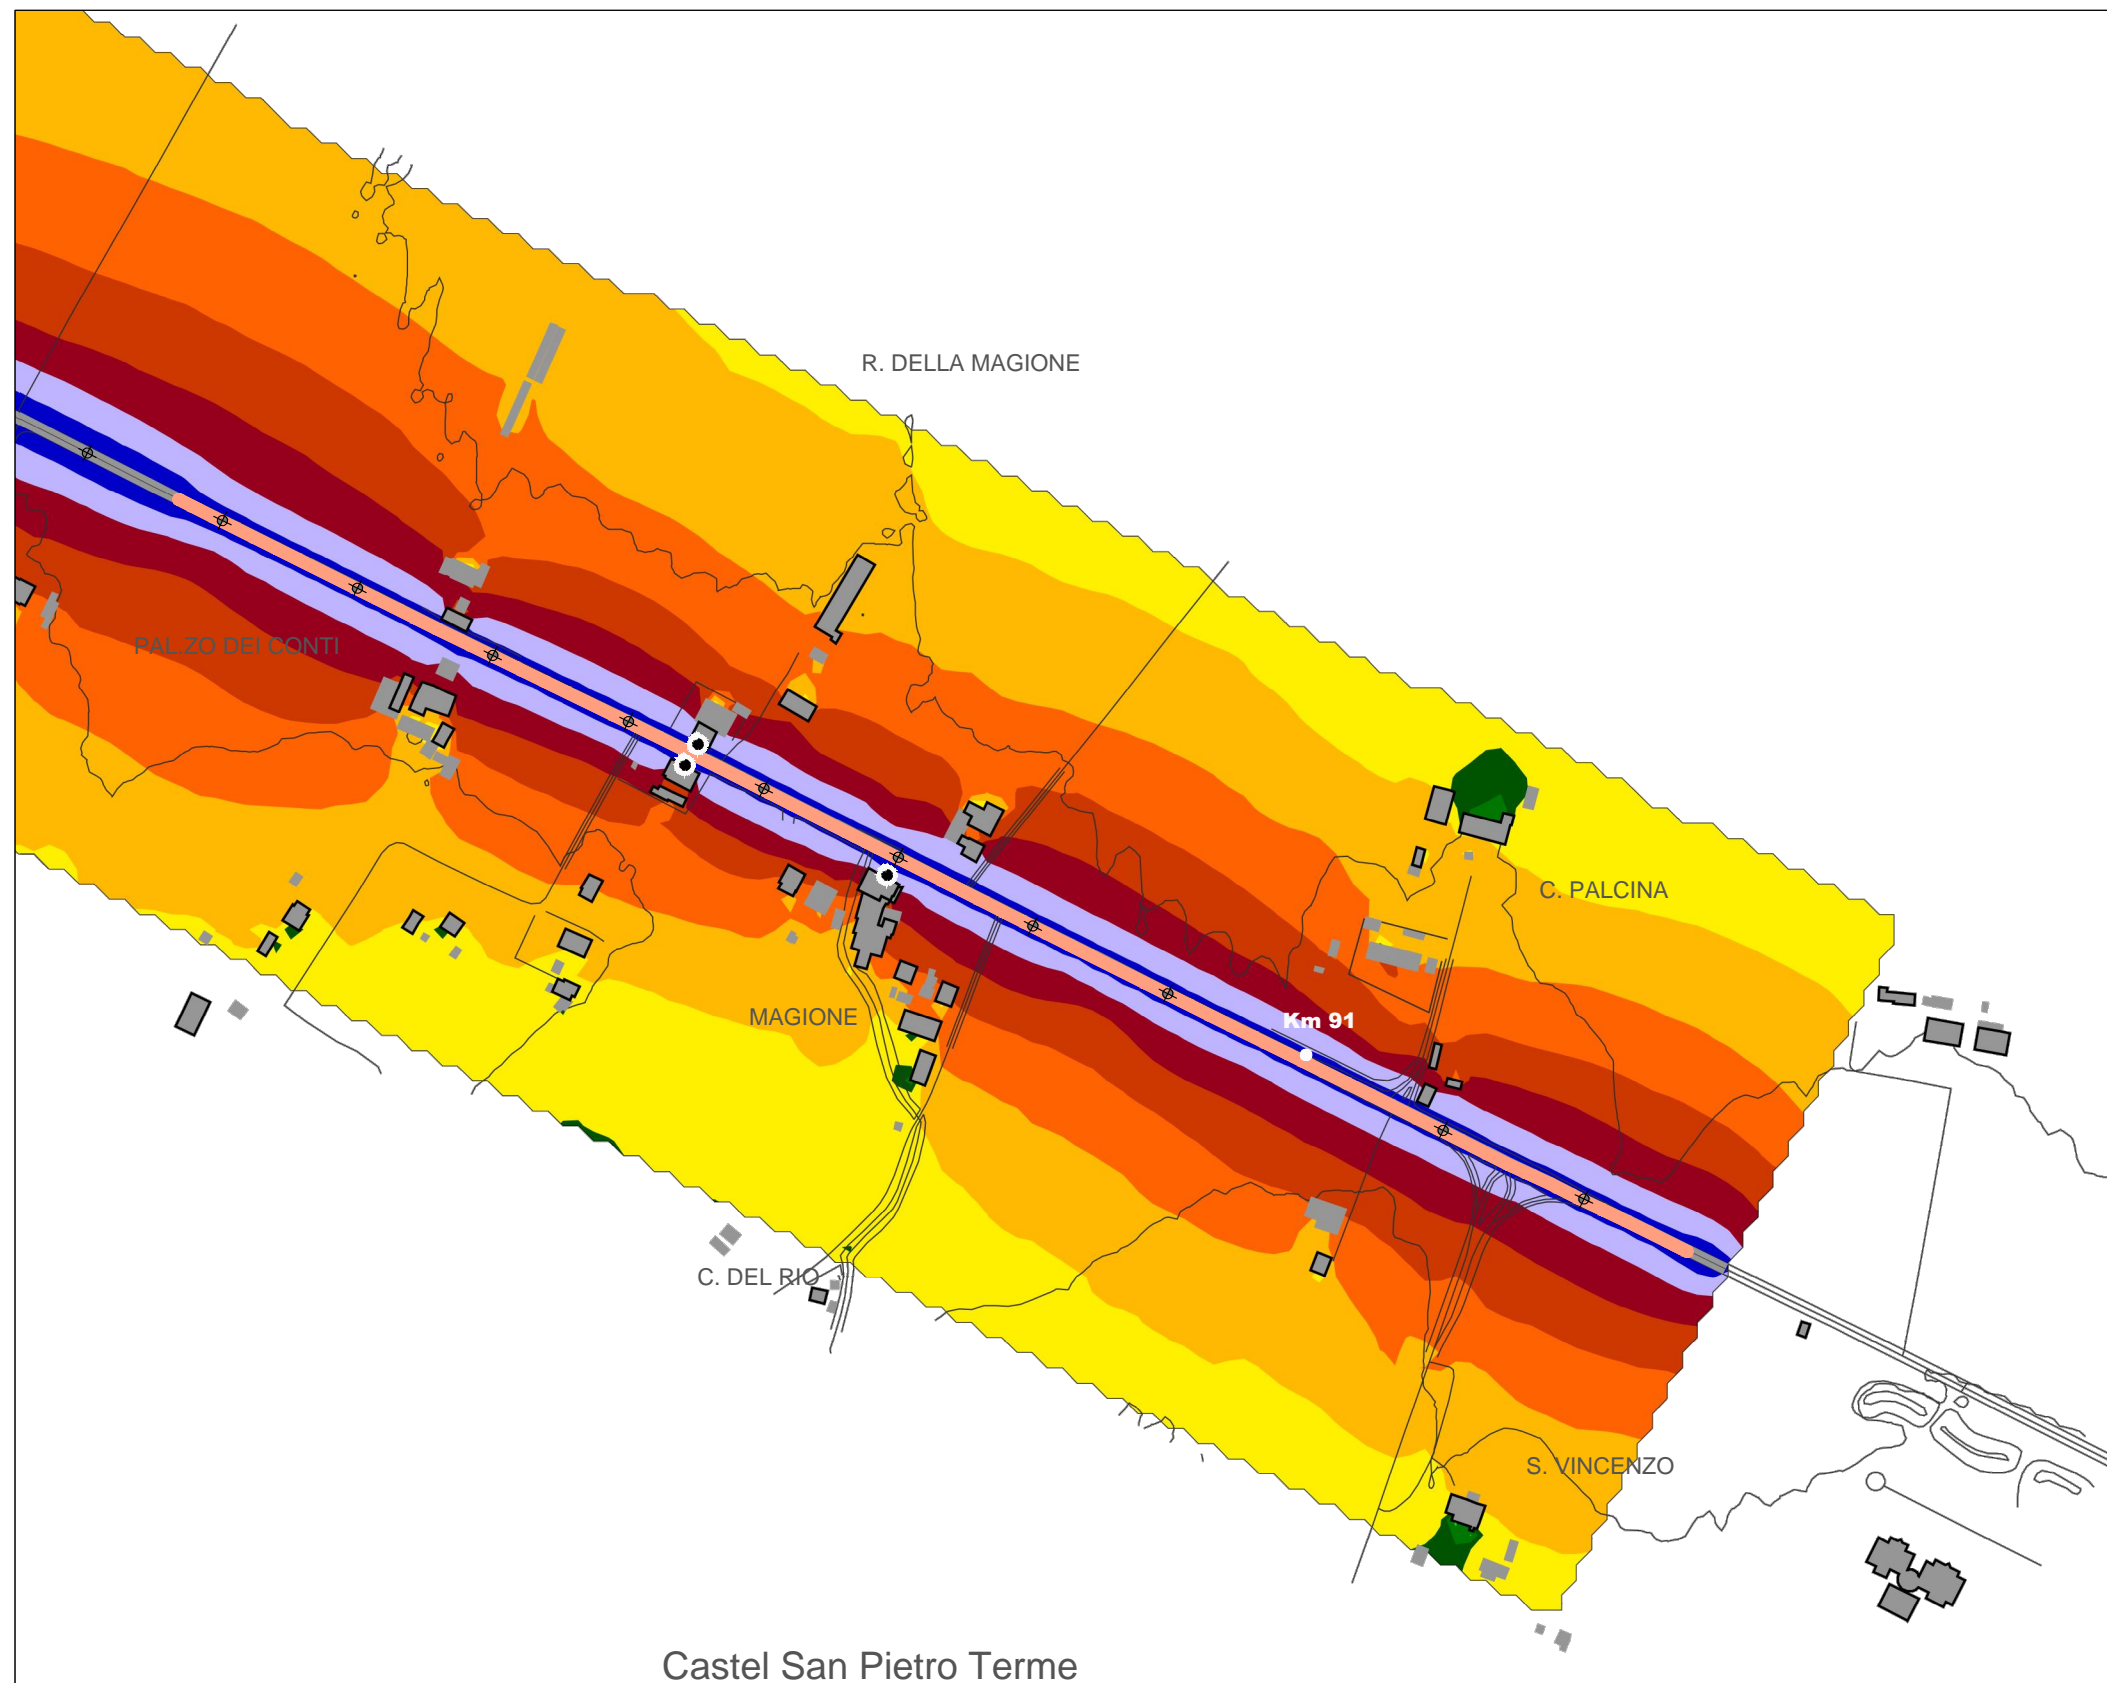 R. DELLA MAGIONE
PAL.ZO DEI CONTI
C. PALCINA
MAGIONE
Km 91
C. DEL RIO
S. VINCENZO
Castel San Pietro Terme